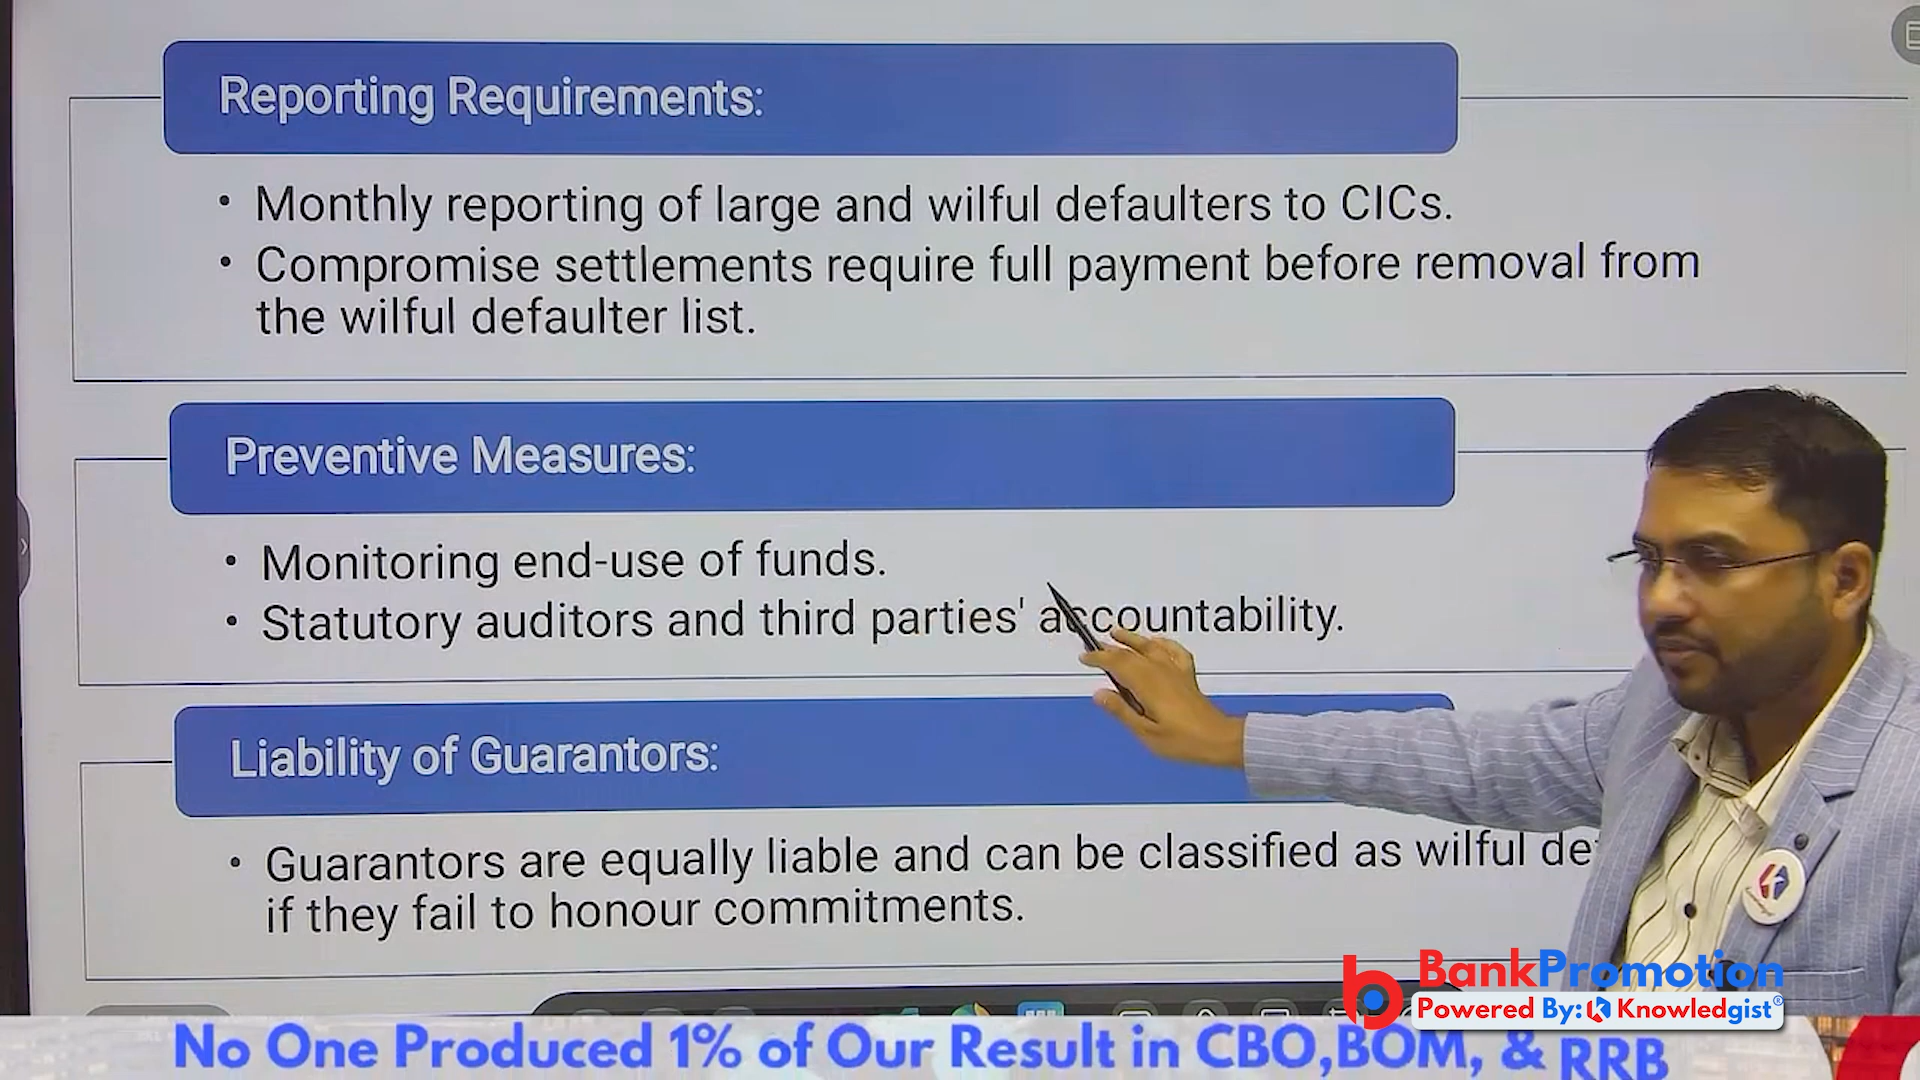 Reporting Requirements:
• Monthly reporting of large and wilful defaulters to CICs.
• Compromise settlements require full payment before removal from
the wilful defaulter list.
Preventive Measures:
• Monitoring end-use of funds.
• Statutory auditors and third parties' accountability.
Liability of Guarantors:
• Guarantors are equally liable and can be classified as wilful
if they fail to honour commitments.
BankPromotion
Powered By: Knowledgist®
No One Produced 1% of Our Result in CBO,BOM, & RRB